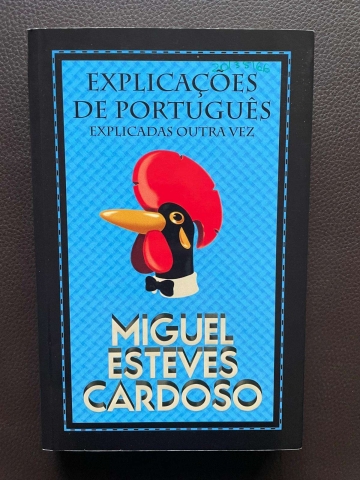 EXPLICAÇÕES
DE PORTUGUÊS
EXPLICADAS OUTRA VEZ
MIGUEL
ESTEVES
CARDOSO